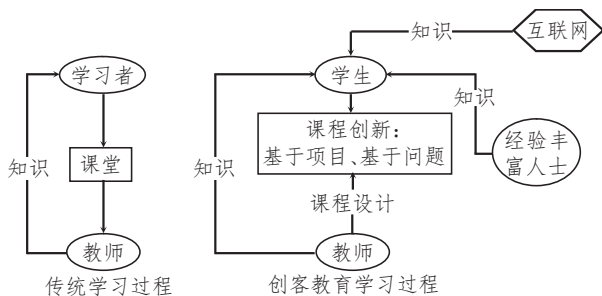 知识
互联网
学习者
学生
知识
课程创新：
基于项目、基于问题
经验丰
富人士
知识
课堂
知识
课程设计
教师
教师
传统学习过程
创客教育学习过程